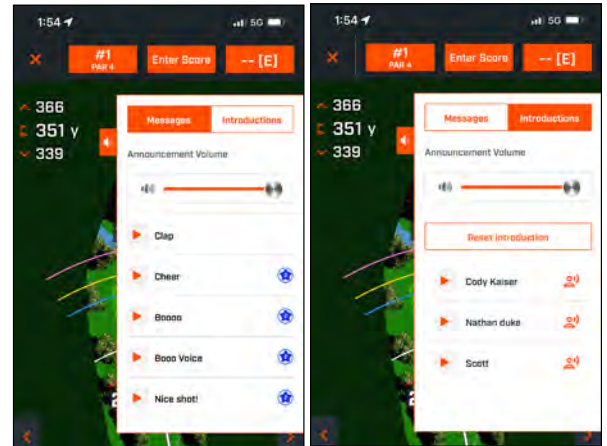 1:54 5G
#1
PAR 4
Enter Score
-- [E]
366
351 y
339
Messages Introductions
Announcement Volume
Clap
Cheer
Boooo
Booo Voice
Nice shot!
1:54 5G
#1
PAR 4
Enter Score
-- [E]
366
351 y
339
Messages Introductions
Announcement Volume
Reset introduction
Cody Kaiser
Nathan duke
Scott